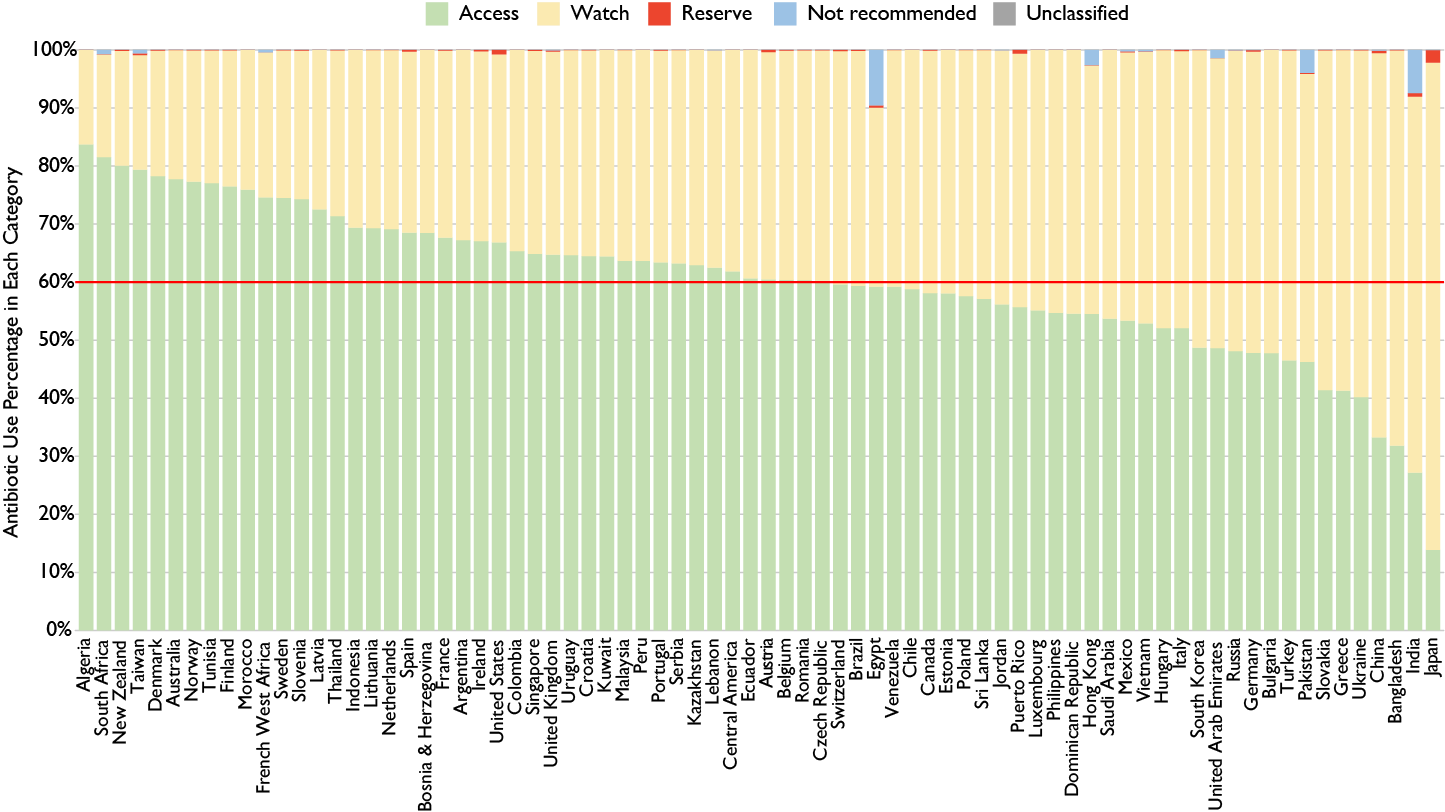 Access Watch Reserve Not recommended Unclassified
Antibiotic Use Percentage in Each Category
100%
90%
80%
70%
60%
50%
40%
30%
20%
10%
0%
Algeria
South Africa
New Zealand
Taiwan
Denmark
Australia
Norway
Tunisia
Finland
Morocco
French West Africa
Sweden
Slovenia
Latvia
Thailand
Indonesia
Lithuania
Netherlands
Spain
Bosnia & Herzegovina
France
Argentina
Ireland
United States
Colombia
Singapore
United Kingdom
Uruguay
Croatia
Kuwait
Malaysia
Peru
Portugal
Serbia
Kazakhstan
Lebanon
Central America
Ecuador
Austria
Belgium
Romania
Czech Republic
Switzerland
Brazil
Egypt
Venezuela
Chile
Canada
Estonia
Poland
Sri Lanka
Jordan
Puerto Rico
Luxembourg
Philippines
Dominican Republic
Hong Kong
Saudi Arabia
Mexico
Vietnam
Hungary
Italy
South Korea
United Arab Emirates
Russia
Germany
Bulgaria
Turkey
Pakistan
Slovakia
Greece
Ukraine
China
Bangladesh
India
Japan